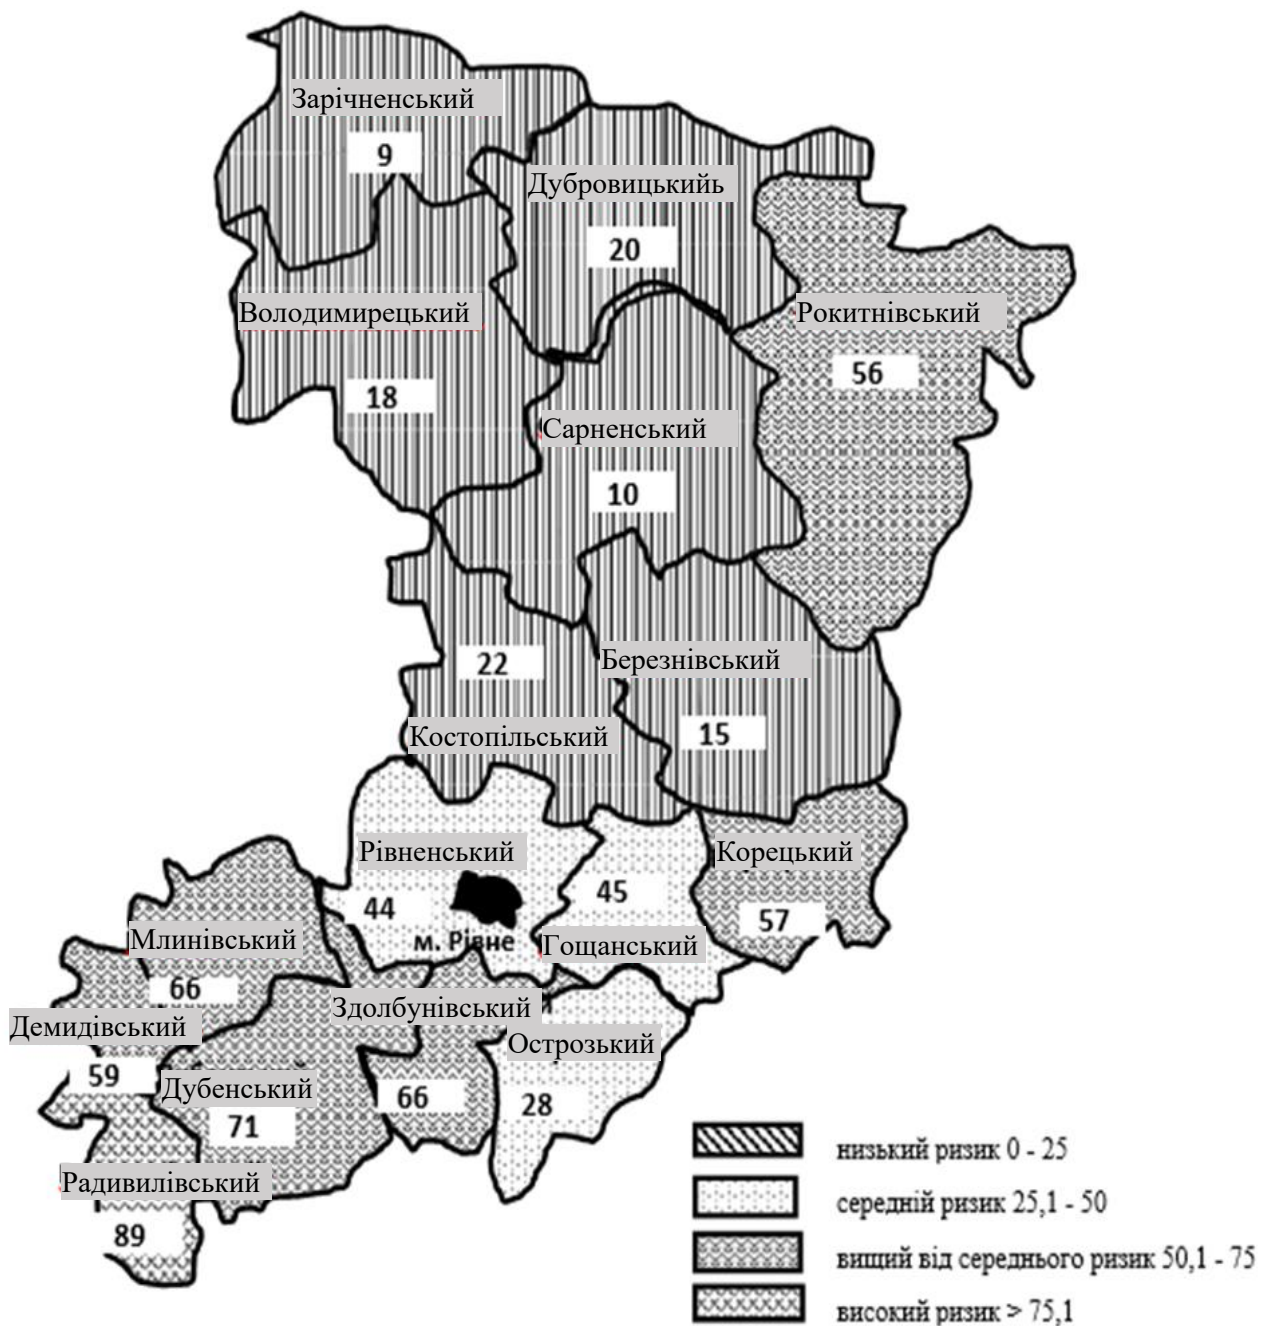 Зарічненський
9
Дубровицькийь
20
Володимирецький
18
Рокитнівський
56
Сарненський
10
22
Березнівський
15
Костопільський
Рівненський
44
м. Рівне
45
Гощанський
Корецький
57
Млинівський
66
Здолбунівський
66
Демидівський
59
Острозький
28
Дубенський
71
Радивилівський
89
низький ризик 0 - 25
середній ризик 25,1 - 50
вищий від середнього ризик 50,1 - 75
високий ризик > 75,1